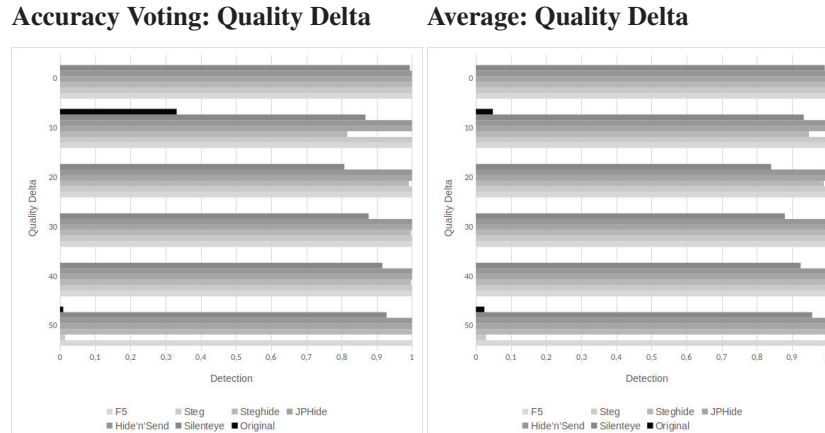 Accuracy Voting: Quality Delta
Quality Delta
0
10
20
30
40
50
0 0,1 0,2 0,3 0,4 0,5 0,6 0,7 0,8 0,9 1
Detection
F5 Steg Steghide JPHide
Hide'n'Send Silenteye Original
Average: Quality Delta
Quality Delta
0
10
20
30
40
50
0 0,1 0,2 0,3 0,4 0,5 0,6 0,7 0,8 0,9
Detection
F5 Steg Steghide JPHide
Hide'n'Send Silenteye Original